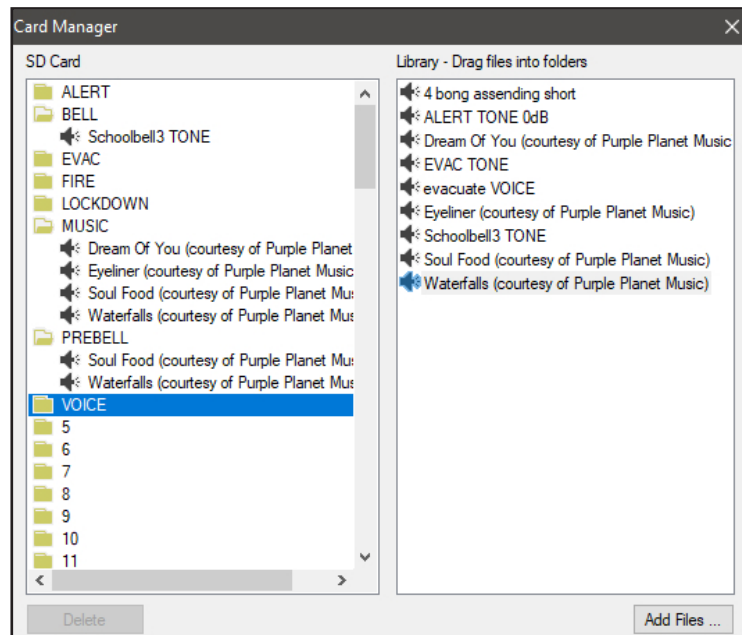 Card Manager
SD Card
ALERT
BELL
Schoolbell3 TONE
EVAC
FIRE
LOCKDOWN
MUSIC
Dream Of You (courtesy of Purple Planet
Eyeliner (courtesy of Purple Planet Music
Soul Food (courtesy of Purple Planet Mu
Waterfalls (courtesy of Purple Planet Mus
PREBELL
Soul Food (courtesy of Purple Planet Mu
Waterfalls (courtesy of Purple Planet Mus
VOICE
5
6
7
8
9
10
11
Delete
Library - Drag files into folders
4 bong assending short
ALERT TONE 0dB
Dream Of You (courtesy of Purple Planet Music
EVAC TONE
evacuate VOICE
Eyeliner (courtesy of Purple Planet Music)
Schoolbell3 TONE
Soul Food (courtesy of Purple Planet Music)
Waterfalls (courtesy of Purple Planet Music)
Add Files ...